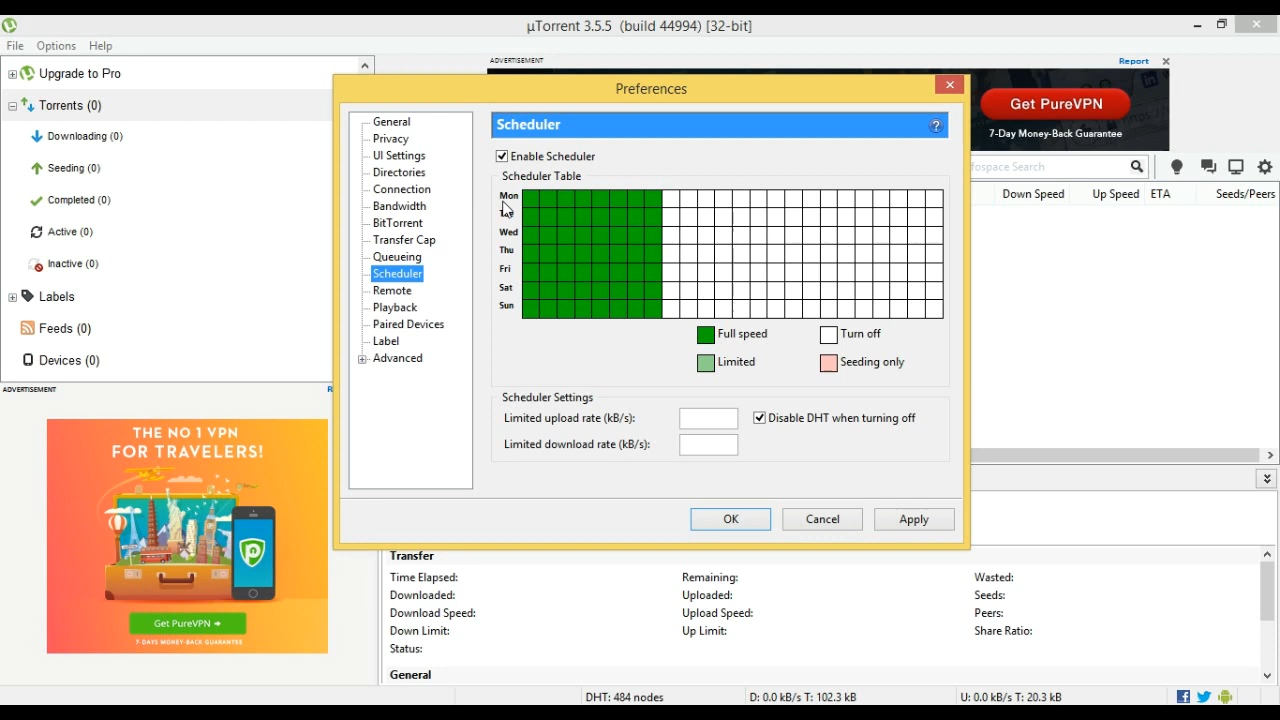 µTorrent 3.5.5 (build 44994) [32-bit]
File Options Help
Upgrade to Pro
Torrents (0)
Downloading (0)
Seeding (0)
Completed (0)
Active (0)
Inactive (0)
Labels
Feeds (0)
Devices (0)
ADVERTISEMENT
THE NO 1 VPN
FOR TRAVELERS!
Get PureVPN
7-DAYS MONEY-BACK GUARANTEE
ADVERTISEMENT
Report
Get PureVPN
7-Day Money-Back Guarantee
Search
Down Speed Up Speed ETA Seeds/Peers
Preferences
General
Privacy
UI Settings
Directories
Connection
Bandwidth
BitTorrent
Transfer Cap
Queueing
Scheduler
Remote
Playback
Paired Devices
Label
Advanced
Scheduler
Enable Scheduler
Scheduler Table
Mon
Wed
Thu
Fri
Sat
Sun
Full speed Turn off
Limited Seeding only
Scheduler Settings
Limited upload rate (kB/s): Disable DHT when turning off
Limited download rate (kB/s):
OK Cancel Apply
Transfer
Time Elapsed: Remaining: Wasted:
Downloaded: Uploaded: Seeds:
Download Speed: Upload Speed: Peers:
Down Limit: Up Limit: Share Ratio:
Status:
General
DHT: 484 nodes D: 0.0 kB/s T: 102.3 kB U: 0.0 kB/s T: 20.3 kB